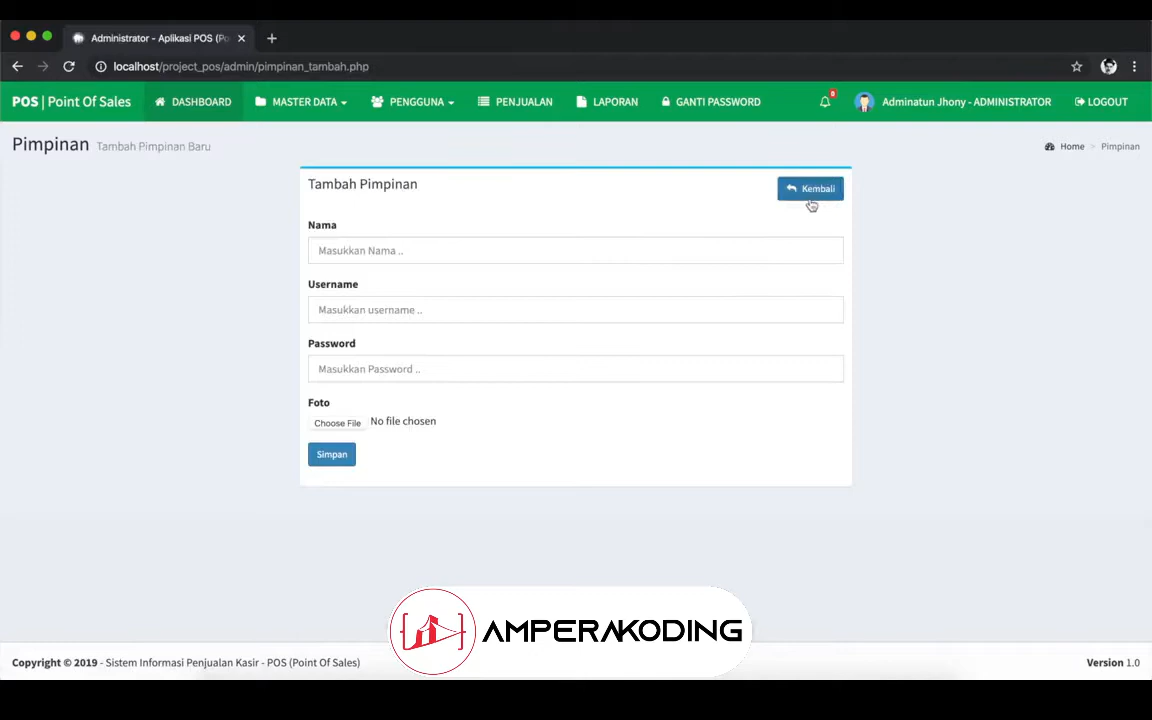 Administrator - Aplikasi POS (Po
localhost/project_pos/admin/pimpinan_tambah.php
POS | Point Of Sales
DASHBOARD
MASTER DATA
PENGGUNA
PENJUALAN
LAPORAN
GANTI PASSWORD
0
Adminatun Jhony - ADMINISTRATOR
LOGOUT
Pimpinan Tambah Pimpinan Baru
Home > Pimpinan
Tambah Pimpinan
Kembali
Nama
Masukkan Nama ..
Username
Masukkan username ..
Password
Masukkan Password ..
Foto
Choose File No file chosen
Simpan
AMPERAKODING
Copyright © 2019 - Sistem Informasi Penjualan Kasir - POS (Point Of Sales)
Version 1.0